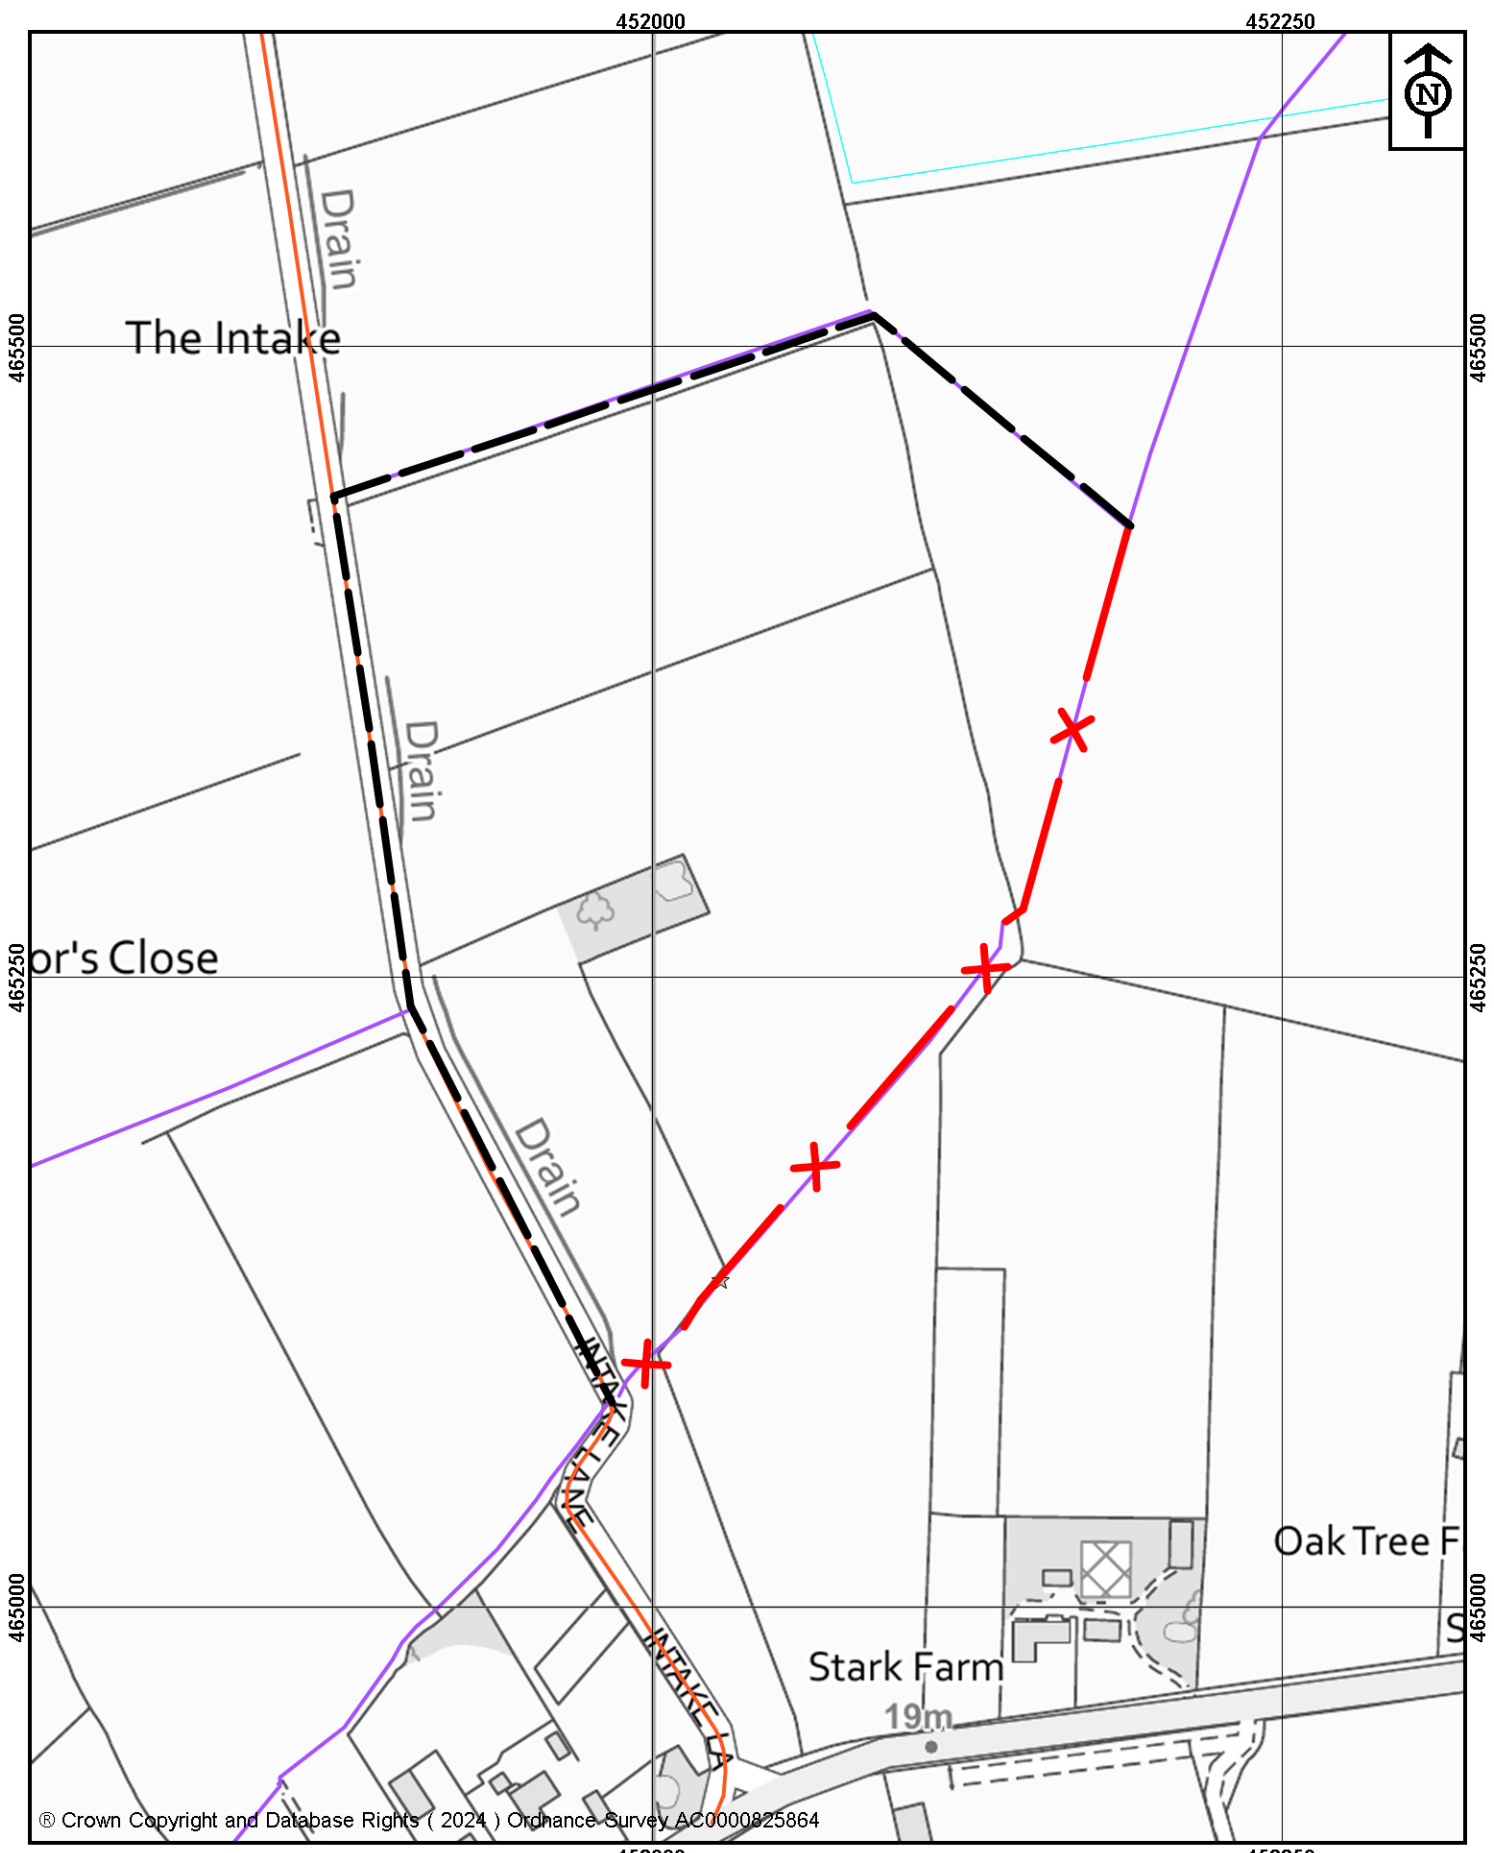 452000
452250
N
Drain
465500
The Intake
465500
Drain
465250
or's Close
465250
Drain
INTAKE LANE
Oak Tree F
465000
465000
S
INTAKE LA
Stark Farm
19m
® Crown Copyright and Database Rights ( 2024 ) Ordnance Survey AC0000825864